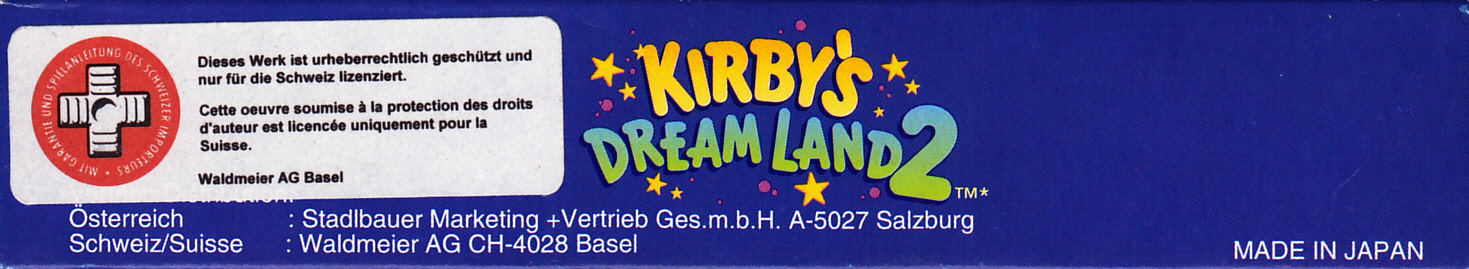 MIT GARANTIE UND SPIELANLEITUNG DES SCHWEIZER IMPORTEURS •
Dieses Werk ist urheberrechtlich geschützt und
nur für die Schweiz lizenziert.
Cette oeuvre soumise à la protection des droits
d'auteur est licencée uniquement pour la
Suisse.
Waldmeier AG Basel
KIRBY'S
DREAM LAND 2 TM*
Österreich : Stadlbauer Marketing +Vertrieb Ges.m.b.H. A-5027 Salzburg
Schweiz/Suisse : Waldmeier AG CH-4028 Basel
MADE IN JAPAN